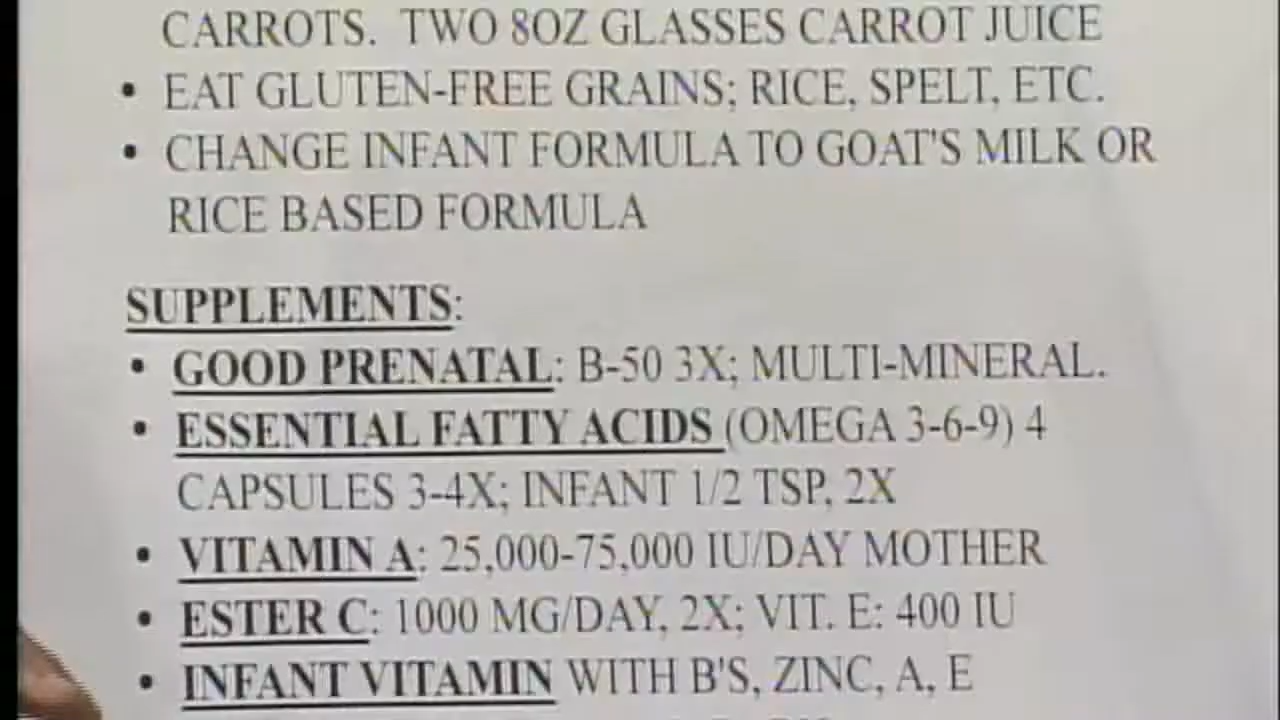 CARROTS. TWO 8OZ GLASSES CARROT JUICE
• EAT GLUTEN-FREE GRAINS; RICE, SPELT, ETC.
• CHANGE INFANT FORMULA TO GOAT'S MILK OR
RICE BASED FORMULA
SUPPLEMENTS:
• GOOD PRENATAL: B-50 3X; MULTI-MINERAL.
• ESSENTIAL FATTY ACIDS (OMEGA 3-6-9) 4
CAPSULES 3-4X; INFANT 1/2 TSP, 2X
• VITAMIN A: 25,000-75,000 IU/DAY MOTHER
• ESTER C: 1000 MG/DAY, 2X; VIT. E: 400 IU
• INFANT VITAMIN WITH B'S, ZINC, A, E